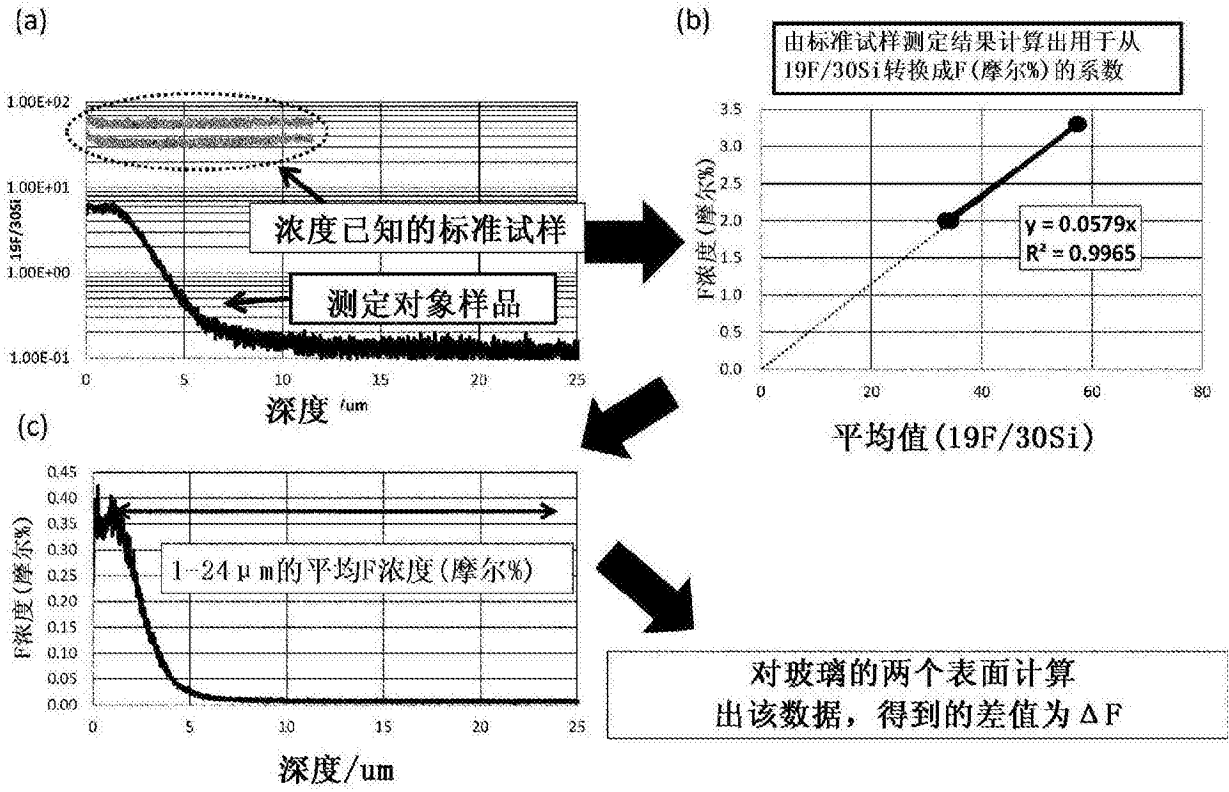 (a)
1.00E+02
1.00E+01
1.00E+00
1.00E-01
19F/30Si
浓度已知的标准试样
测定对象样品
0
5
10
15
20
25
深度 /um
(b)
由标准试样测定结果计算出用于从
19F/30Si转换成F(摩尔%)的系数
3.5
3.0
2.5
2.0
1.5
1.0
0.5
0.0
F浓度(摩尔%)
y = 0.0579x
R² = 0.9965
0
20
40
60
80
平均值(19F/30Si)
(c)
0.45
0.40
0.35
0.30
0.25
0.20
0.15
0.10
0.05
0.00
F浓度(摩尔%)
1-24μm的平均F浓度(摩尔%)
0
5
10
15
20
25
深度/um
对玻璃的两个表面计算
出该数据，得到的差值为ΔF